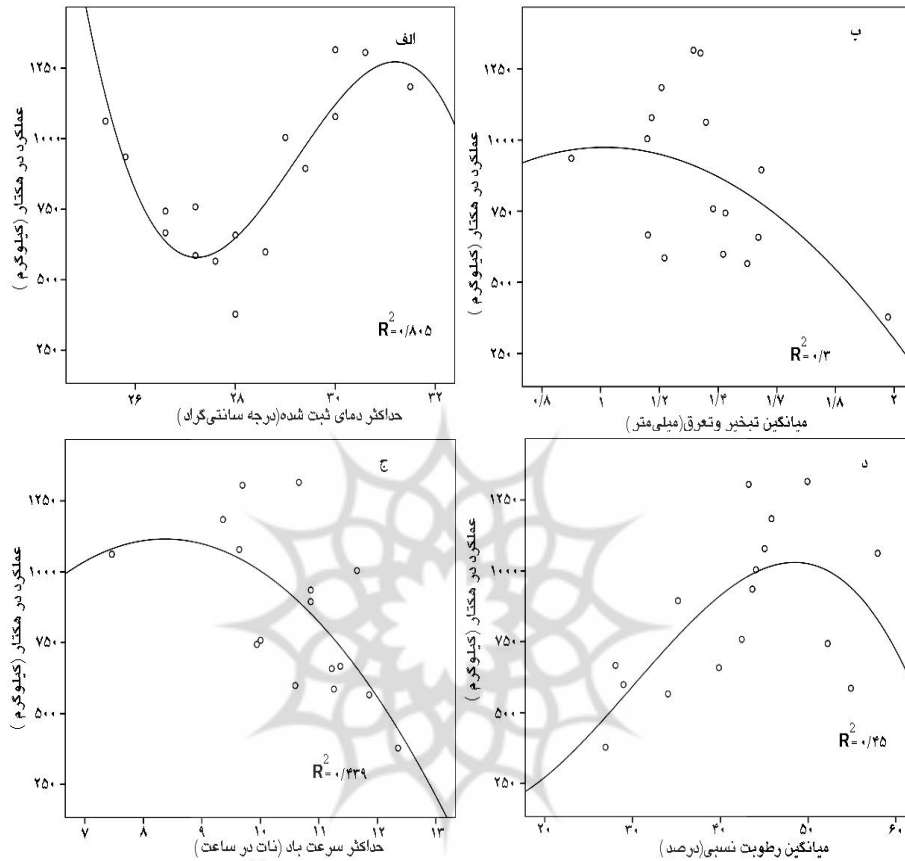 الف
عملکرد در هکتار (کیلوگرم )
۱۲۵۰
۱۰۰۰
۷۵۰
۵۰۰
۲۵۰
R²=۰/۸۰۵
۲۶ ۲۸ ۳۰ ۳۲
حداکثر دمای ثبت شده(درجه سانتی‌گراد)
ب
عملکرد در هکتار (کیلوگرم )
۱۲۵۰
۱۰۰۰
۷۵۰
۵۰۰
۲۵۰
R²=۰/۳
۰/۸ ۱ ۱/۲ ۱/۴ ۱/۷ ۱/۸ ۲
میانگین تبخیر وتعرق(میلی‌متر)
ج
عملکرد در هکتار (کیلوگرم )
۱۲۵۰
۱۰۰۰
۷۵۰
۵۰۰
۲۵۰
R²=۰/۴۳۹
۷ ۸ ۹ ۱۰ ۱۱ ۱۲ ۱۳
حداکثر سرعت باد (نات در ساعت)
د
عملکرد در هکتار (کیلوگرم )
۱۲۵۰
۱۰۰۰
۷۵۰
۵۰۰
۲۵۰
R²=۰/۴۵
۲۰ ۳۰ ۴۰ ۵۰ ۶۰
میانگین رطوبت نسبی(درصد)